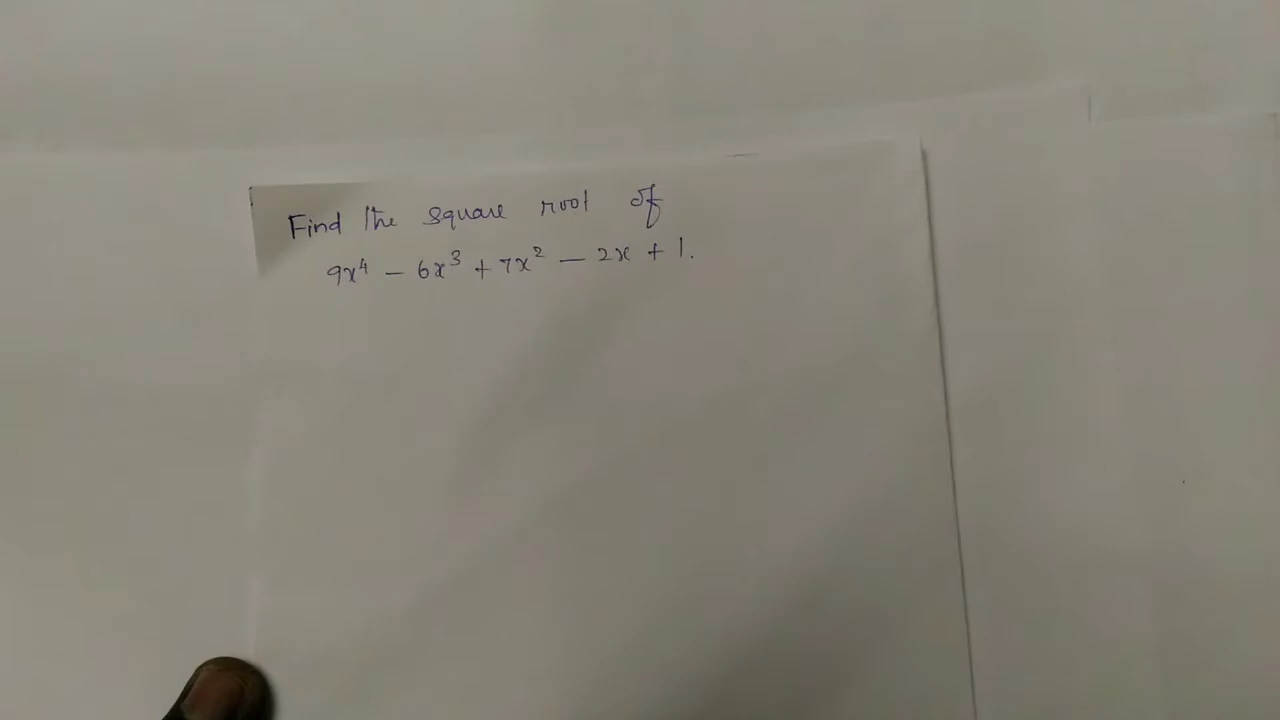 Find the square root of
9x⁴ – 6x³ + 7x² – 2x + 1.